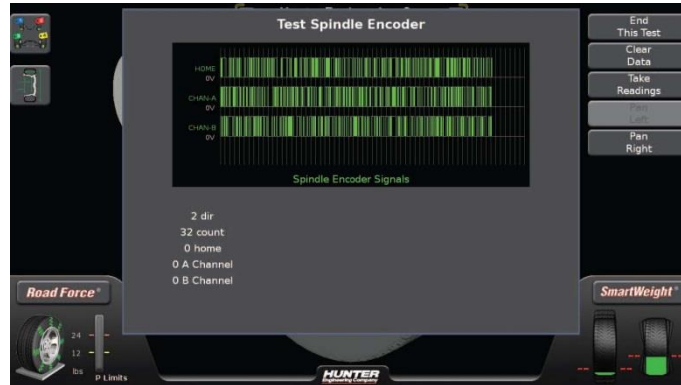 Test Spindle Encoder
HOME
0V
CHAN-A
0V
CHAN-B
0V
Spindle Encoder Signals
2 dir
32 count
0 home
0 A Channel
0 B Channel
End
This Test
Clear
Data
Take
Readings
Pan
Left
Pan
Right
Road Force®
24
12
lbs
P Limits
HUNTER
Engineering Company
SmartWeight®